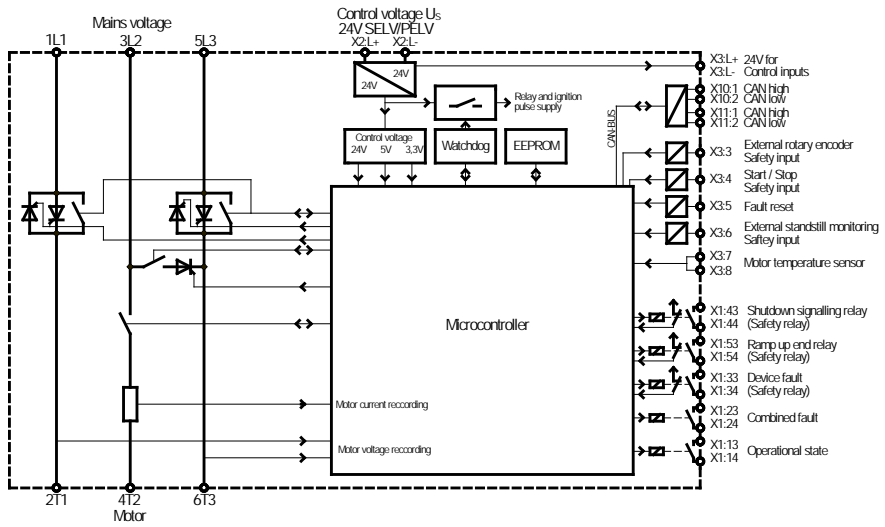 Mains voltage
1L1 3L2 5L3
Control voltage Us
24V SELV/PELV
X2:L+ X2:L-
24V
24V
Relay and ignition
pulse supply
Control voltage
24V 5V 3,3V
Watchdog
EEPROM
CAN-BUS
X3:L+ 24V for
X3:L- Control inputs
X10:1 CAN high
X10:2 CAN low
X11:1 CAN high
X11:2 CAN low
X3:3 External rotary encoder
Safety input
X3:4 Start / Stop
Safety input
X3:5 Fault reset
X3:6 External standstill monitoring
Saftey input
X3:7
X3:8 Motor temperature sensor
Microcontroller
X1:43 Shutdown signalling relay
X1:44 (Safety relay)
X1:53 Ramp up end relay
X1:54 (Safety relay)
X1:33 Device fault
X1:34 (Safety relay)
X1:23
X1:24 Combined fault
X1:13
X1:14 Operational state
Motor current reccording
Motor voltage reccording
2T1 4T2 6T3
Motor